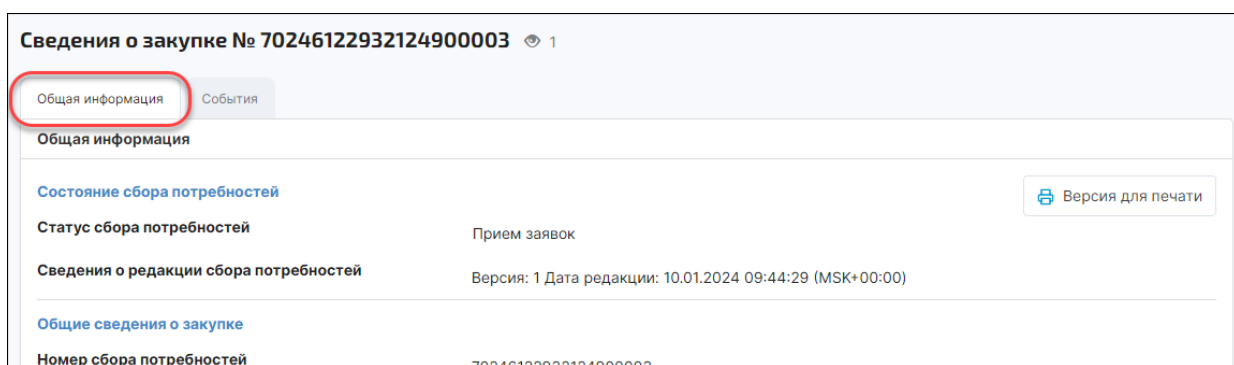 Сведения о закупке № 70246122932124900003 1
Общая информация События
Общая информация
Состояние сбора потребностей
Версия для печати
Статус сбора потребностей Прием заявок
Сведения о редакции сбора потребностей Версия: 1 Дата редакции: 10.01.2024 09:44:29 (MSK+00:00)
Общие сведения о закупке
Номер сбора потребностей 70246122932124900003